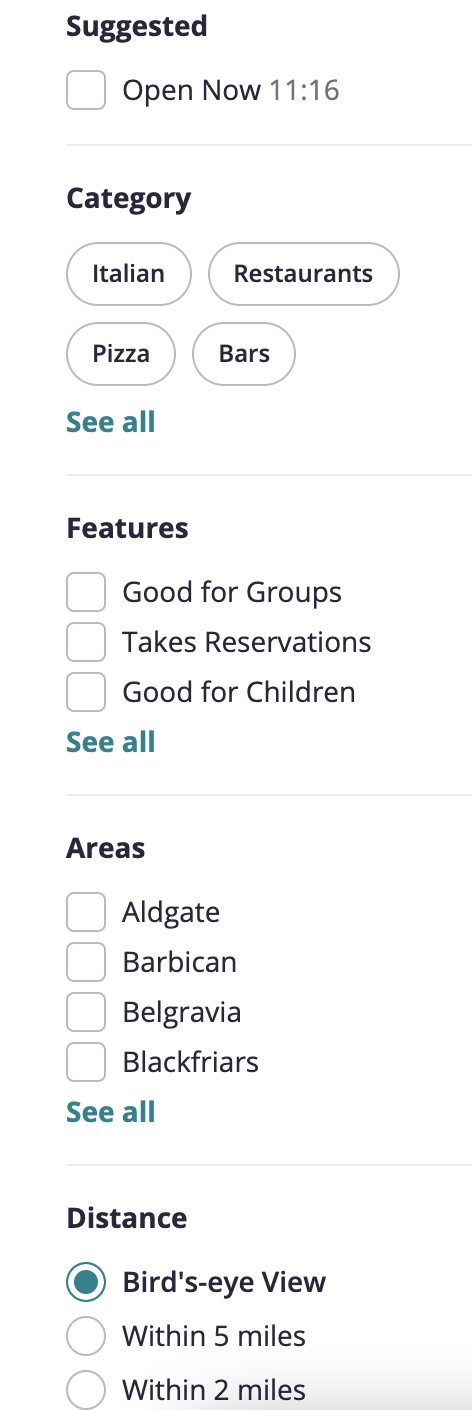 Suggested
Open Now 11:16
Category
Italian Restaurants
Pizza Bars
See all
Features
Good for Groups
Takes Reservations
Good for Children
See all
Areas
Aldgate
Barbican
Belgravia
Blackfriars
See all
Distance
Bird's-eye View
Within 5 miles
Within 2 miles